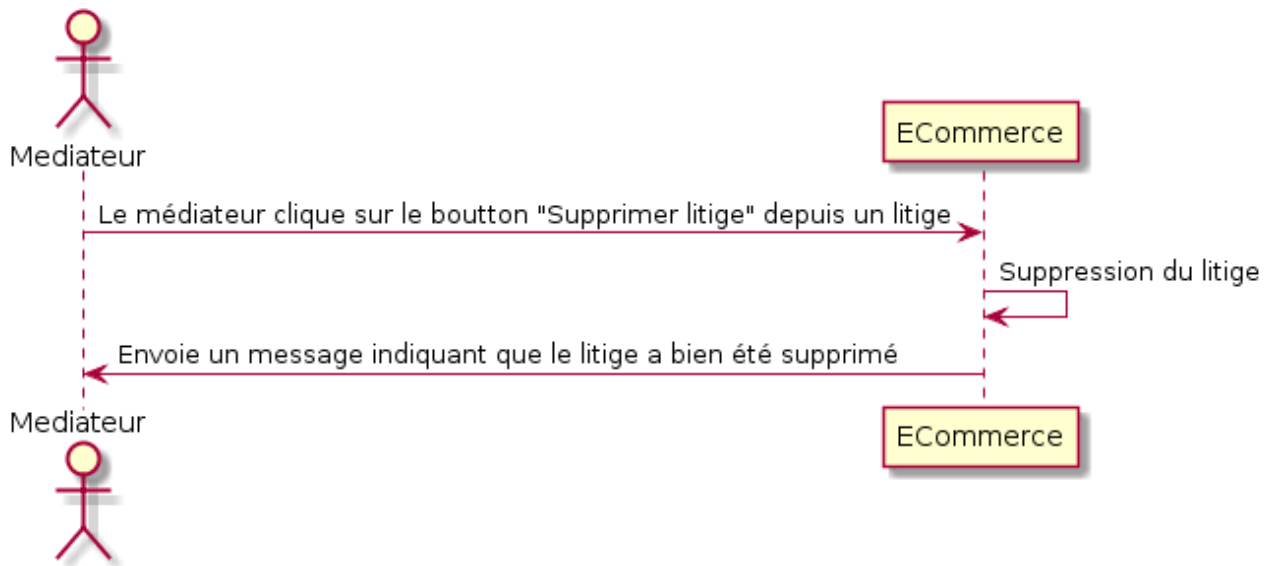 Mediateur
ECommerce
Le médiateur clique sur le boutton "Supprimer litige" depuis un litige
Suppression du litige
Envoie un message indiquant que le litige a bien été supprimé
Mediateur
ECommerce